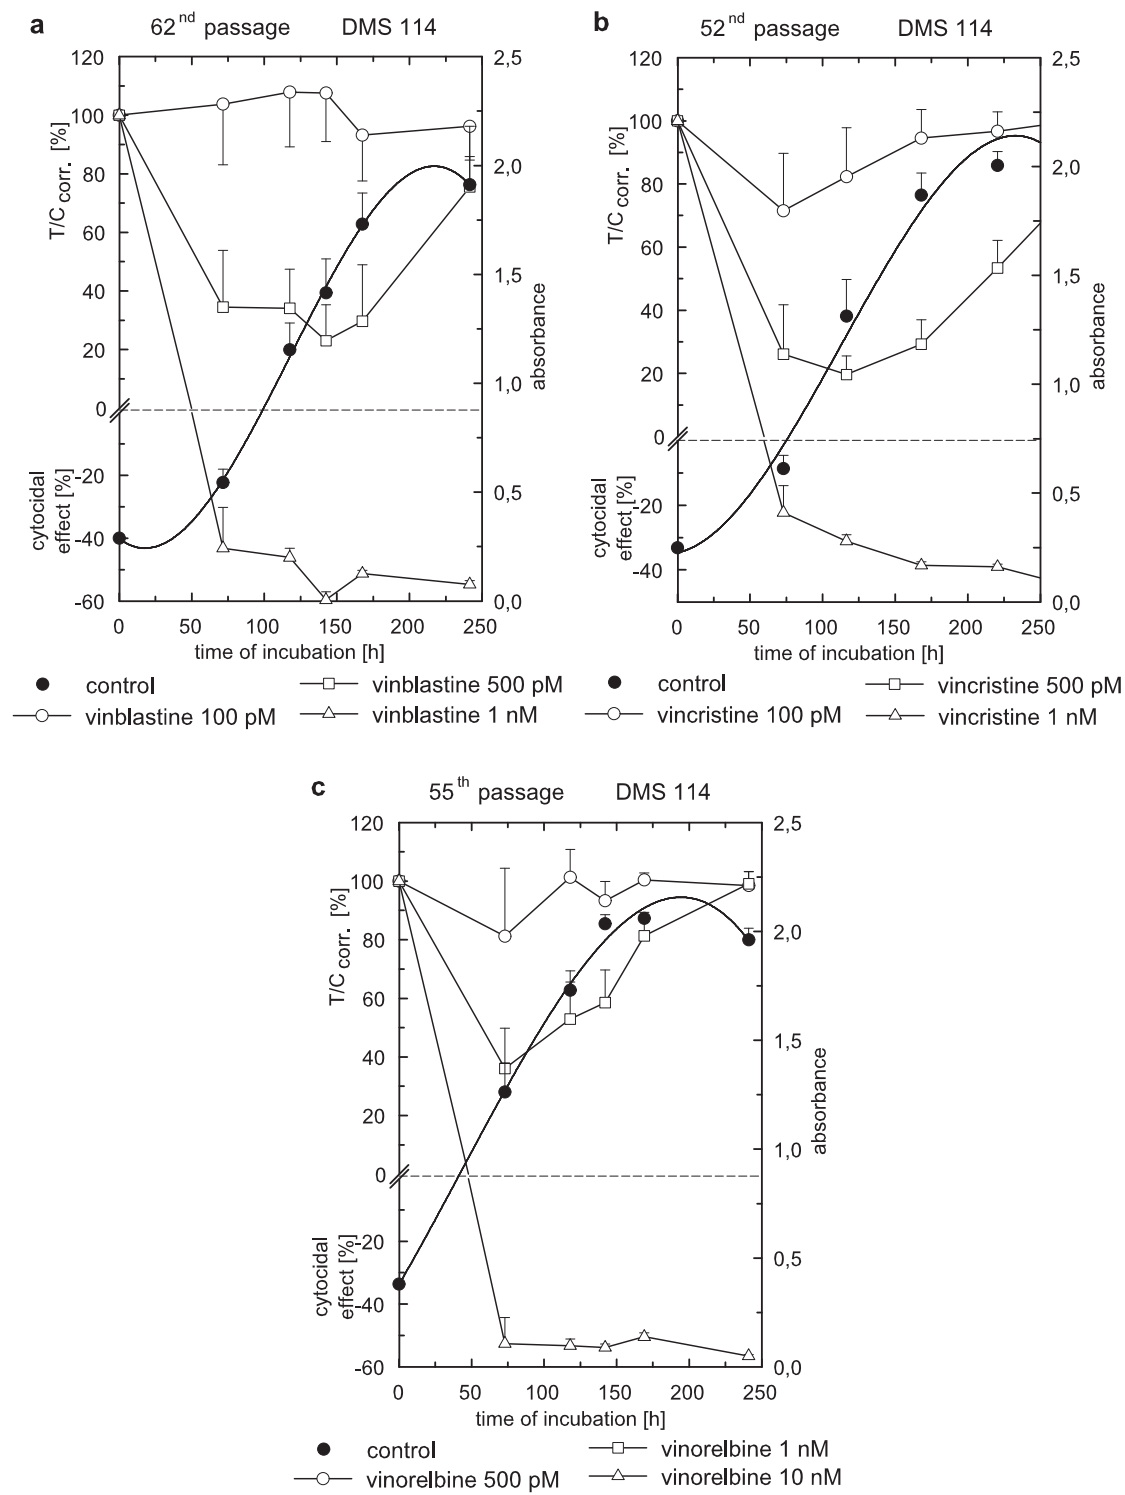 a 62nd passage DMS 114
120
100
80
60
40
20
0
-20
-40
-60
T/C corr. [%]
cytocidal
effect [%]
2,5
2,0
1,5
1,0
0,5
0,0
absorbance
0 50 100 150 200 250
time of incubation [h]
control
vinblastine 100 pM
vinblastine 500 pM
vinblastine 1 nM
b 52nd passage DMS 114
120
100
80
60
40
20
0
-20
-40
T/C corr. [%]
cytocidal
effect [%]
2,5
2,0
1,5
1,0
0,5
0,0
absorbance
0 50 100 150 200 250
time of incubation [h]
control
vincristine 100 pM
vincristine 500 pM
vincristine 1 nM
c 55th passage DMS 114
120
100
80
60
40
20
0
-20
-40
-60
T/C corr. [%]
cytocidal
effect [%]
2,5
2,0
1,5
1,0
0,5
0,0
absorbance
0 50 100 150 200 250
time of incubation [h]
control
vinorelbine 500 pM
vinorelbine 1 nM
vinorelbine 10 nM